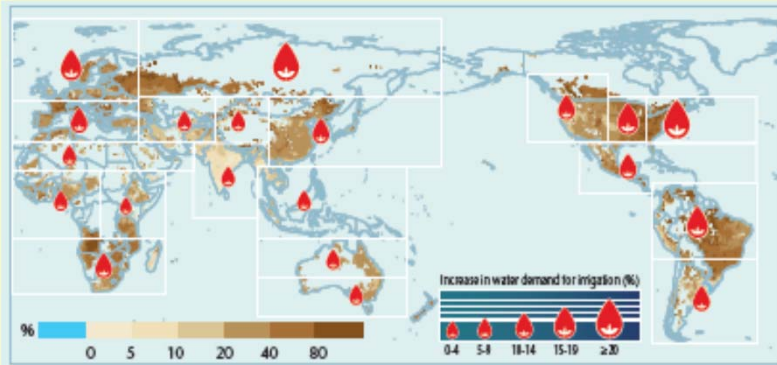 Increase in water demand for irrigation (%)
0-4 5-8 10-14 15-19 ≥20
% 0 5 10 20 40 80